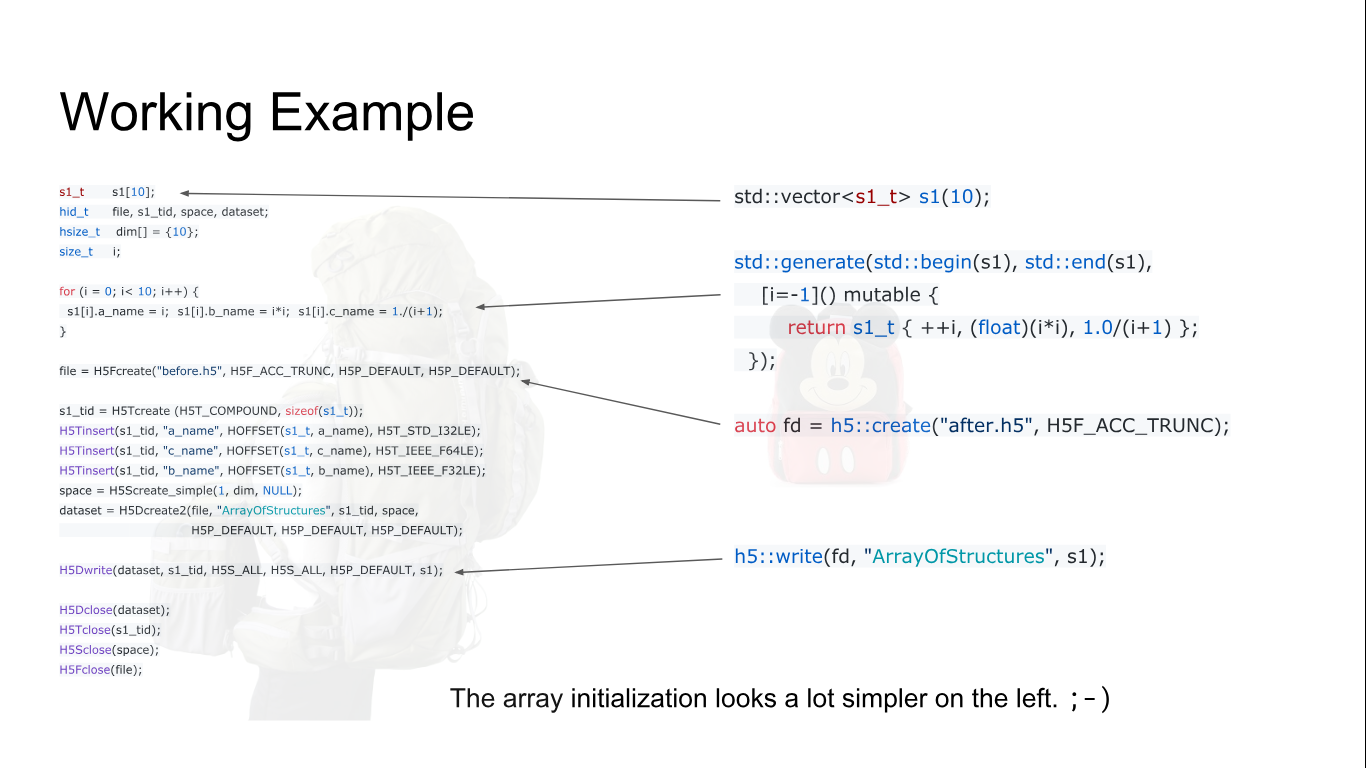 Working Example
s1_t s1[10];
hid_t file, s1_tid, space, dataset;
hsize_t dim[] = {10};
size_t i;
for (i = 0; i< 10; i++) {
s1[i].a_name = i; s1[i].b_name = i*i; s1[i].c_name = 1./(i+1);
}
file = H5Fcreate("before.h5", H5F_ACC_TRUNC, H5P_DEFAULT, H5P_DEFAULT);
s1_tid = H5Tcreate (H5T_COMPOUND, sizeof(s1_t));
H5Tinsert(s1_tid, "a_name", HOFFSET(s1_t, a_name), H5T_STD_I32LE);
H5Tinsert(s1_tid, "c_name", HOFFSET(s1_t, c_name), H5T_IEEE_F64LE);
H5Tinsert(s1_tid, "b_name", HOFFSET(s1_t, b_name), H5T_IEEE_F32LE);
space = H5Screate_simple(1, dim, NULL);
dataset = H5Dcreate2(file, "ArrayOfStructures", s1_tid, space,
H5P_DEFAULT, H5P_DEFAULT, H5P_DEFAULT);
H5Dwrite(dataset, s1_tid, H5S_ALL, H5S_ALL, H5P_DEFAULT, s1);
H5Dclose(dataset);
H5Tclose(s1_tid);
H5Sclose(space);
H5Fclose(file);
std::vector<s1_t> s1(10);
std::generate(std::begin(s1), std::end(s1),
[i=-1]() mutable {
return s1_t { ++i, (float)(i*i), 1.0/(i+1) };
});
auto fd = h5::create("after.h5", H5F_ACC_TRUNC);
h5::write(fd, "ArrayOfStructures", s1);
The array initialization looks a lot simpler on the left. ;-)